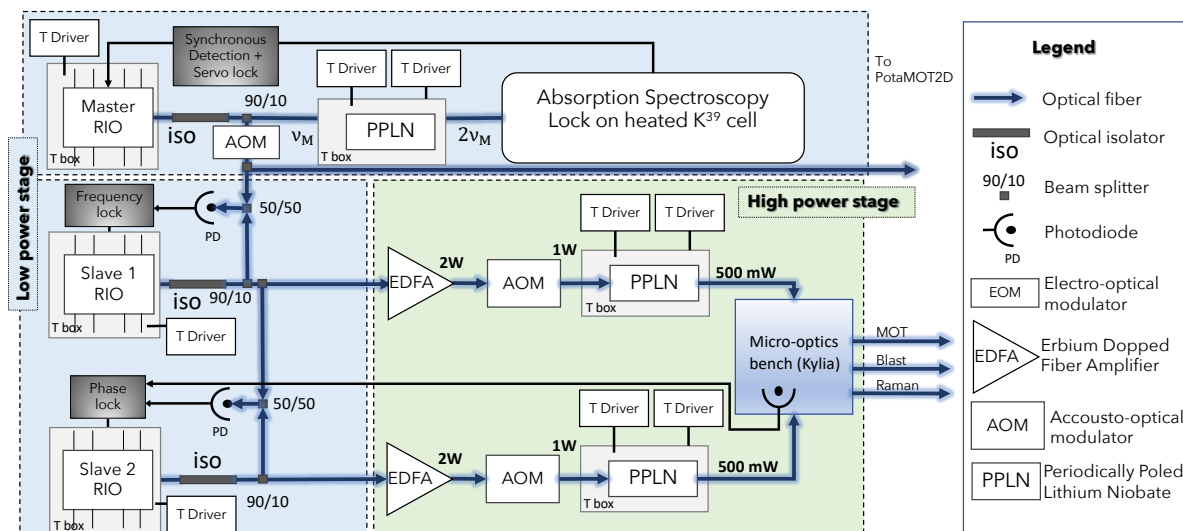 T Driver
Synchronous
Detection +
Servo lock
T Driver
T Driver
Master
RIO
T box
iso
90/10
AOM
νM
PPLN
T box
2νM
Absorption Spectroscopy
Lock on heated K39 cell
To
PotaMOT2D
Low power stage
Frequency
lock
PD
50/50
Slave 1
RIO
T box
iso
90/10
T Driver
High power stage
T Driver
T Driver
EDFA
2W
AOM
1W
PPLN
T box
500 mW
Micro-optics
bench (Kylia)
MOT
Blast
Raman
Phase
lock
PD
50/50
Slave 2
RIO
T box
iso
90/10
T Driver
T Driver
T Driver
EDFA
2W
AOM
1W
PPLN
T box
500 mW
Legend
Optical fiber
iso
Optical isolator
90/10
Beam splitter
PD
Photodiode
EOM
Electro-optical
modulator
EDFA
Erbium Dopped
Fiber Amplifier
AOM
Accousto-optical
modulator
PPLN
Periodically Poled
Lithium Niobate